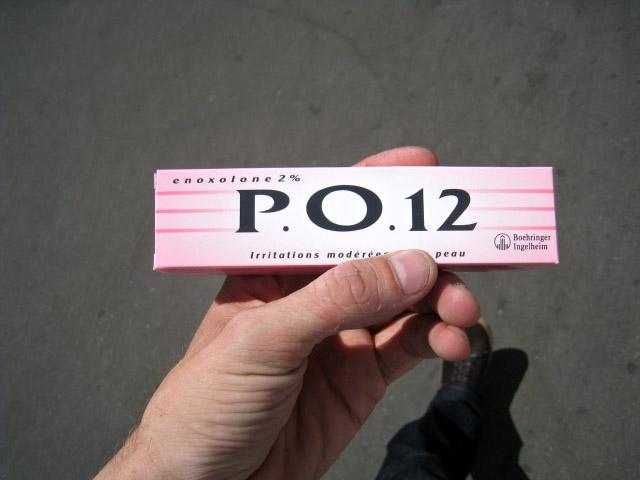 enoxolone 2%
P.O.12
Irritations modérées peau
Boehringer
Ingelheim